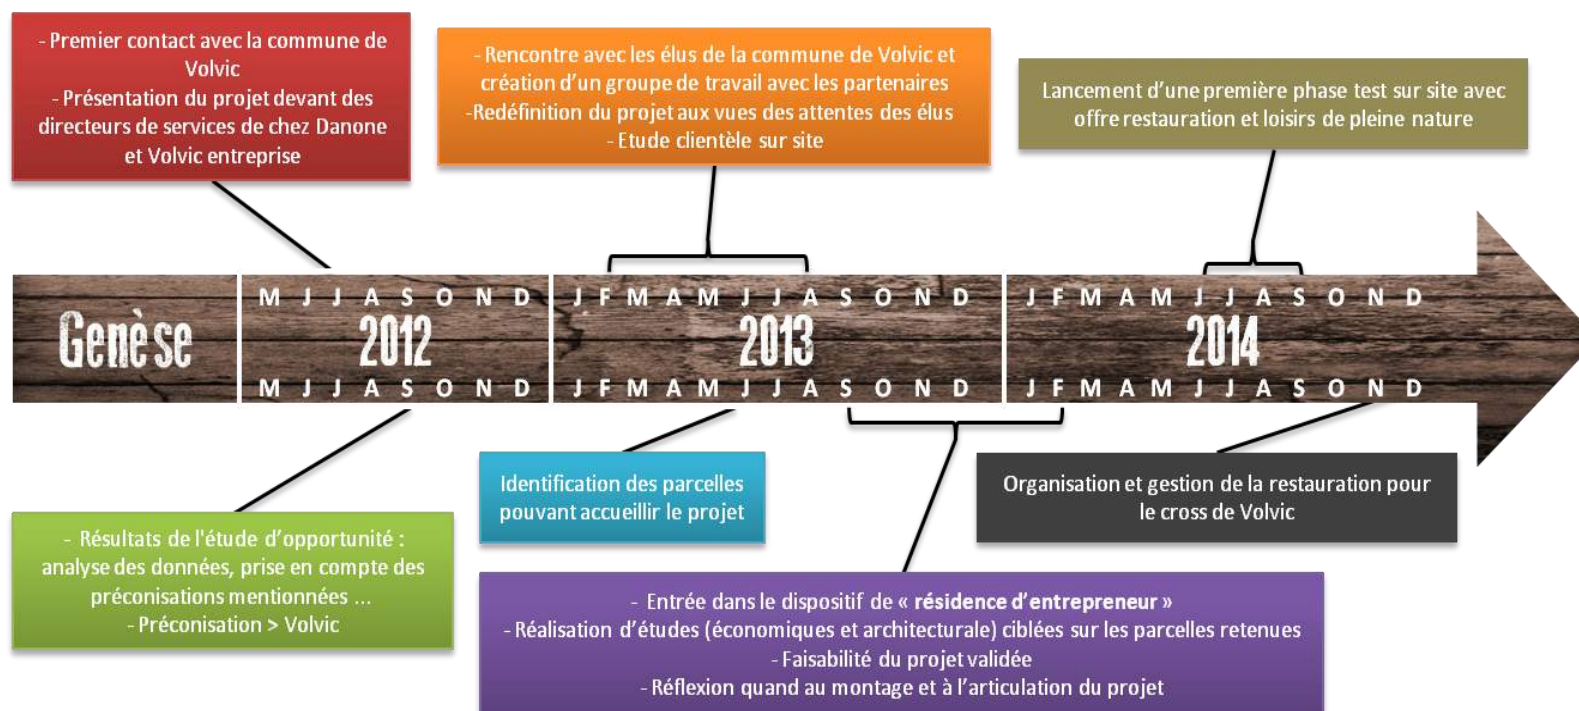 - Premier contact avec la commune de
Volvic
- Présentation du projet devant des
directeurs de services de chez Danone
et Volvic entreprise
- Rencontre avec les élus de la commune de Volvic et
création d’un groupe de travail avec les partenaires
-Redéfinition du projet aux vues des attentes des élus
- Etude clientèle sur site
Lancement d’une première phase test sur site avec
offre restauration et loisirs de pleine nature
M J J A S O N D J F M A M J J A S O N D J F M A M J J A S O N D
Genèse 2012 2013 2014
M J J A S O N D J F M A M J J A S O N D J F M A M J J A S O N D
- Résultats de l'étude d’opportunité :
analyse des données, prise en compte des
préconisations mentionnées ...
- Préconisation > Volvic
Identification des parcelles
pouvant accueillir le projet
Organisation et gestion de la restauration pour
le cross de Volvic
- Entrée dans le dispositif de « résidence d’entrepreneur »
- Réalisation d’études (économiques et architecturale) ciblées sur les parcelles retenues
- Faisabilité du projet validée
- Réflexion quand au montage et à l’articulation du projet